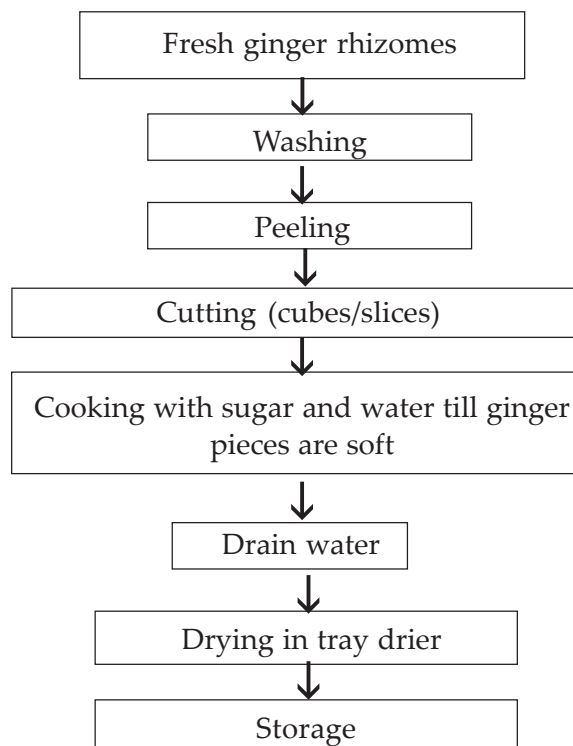 Fresh ginger rhizomes
Washing
Peeling
Cutting (cubes/slices)
Cooking with sugar and water till ginger
pieces are soft
Drain water
Drying in tray drier
Storage